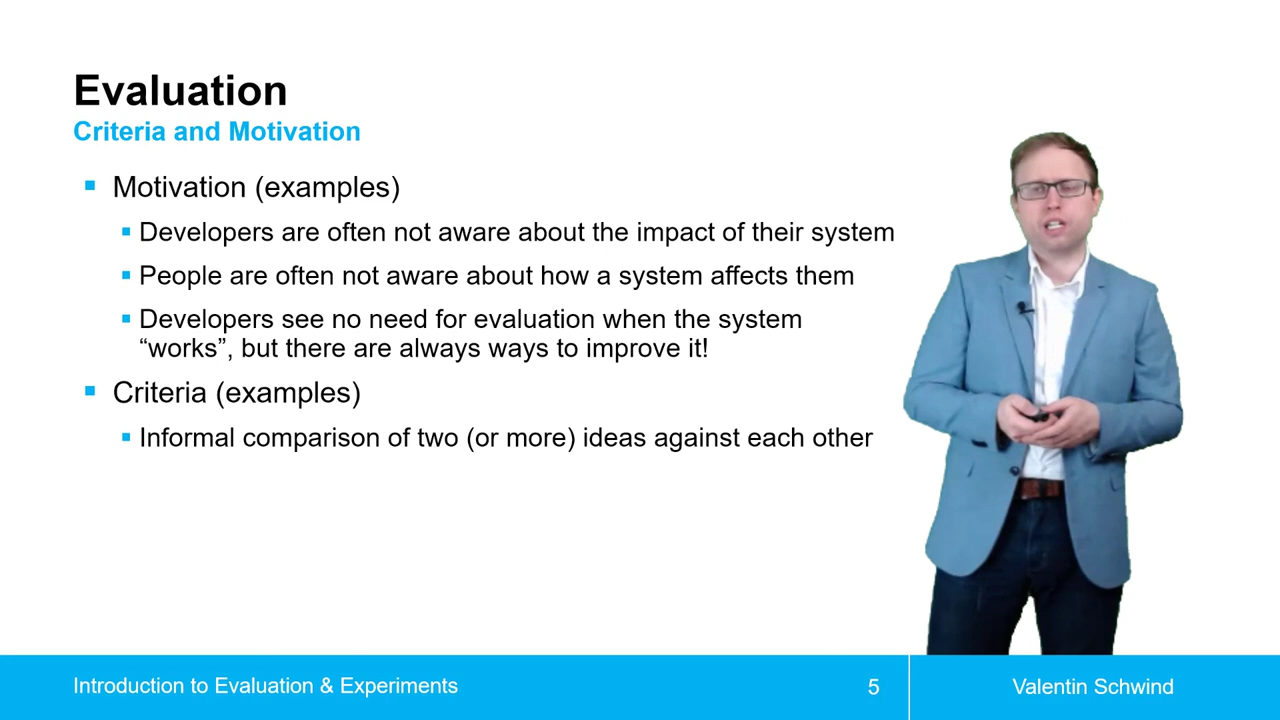 Evaluation
Criteria and Motivation
Motivation (examples)
Developers are often not aware about the impact of their system
People are often not aware about how a system affects them
Developers see no need for evaluation when the system
“works”, but there are always ways to improve it!
Criteria (examples)
Informal comparison of two (or more) ideas against each other
Introduction to Evaluation & Experiments
5
Valentin Schwind